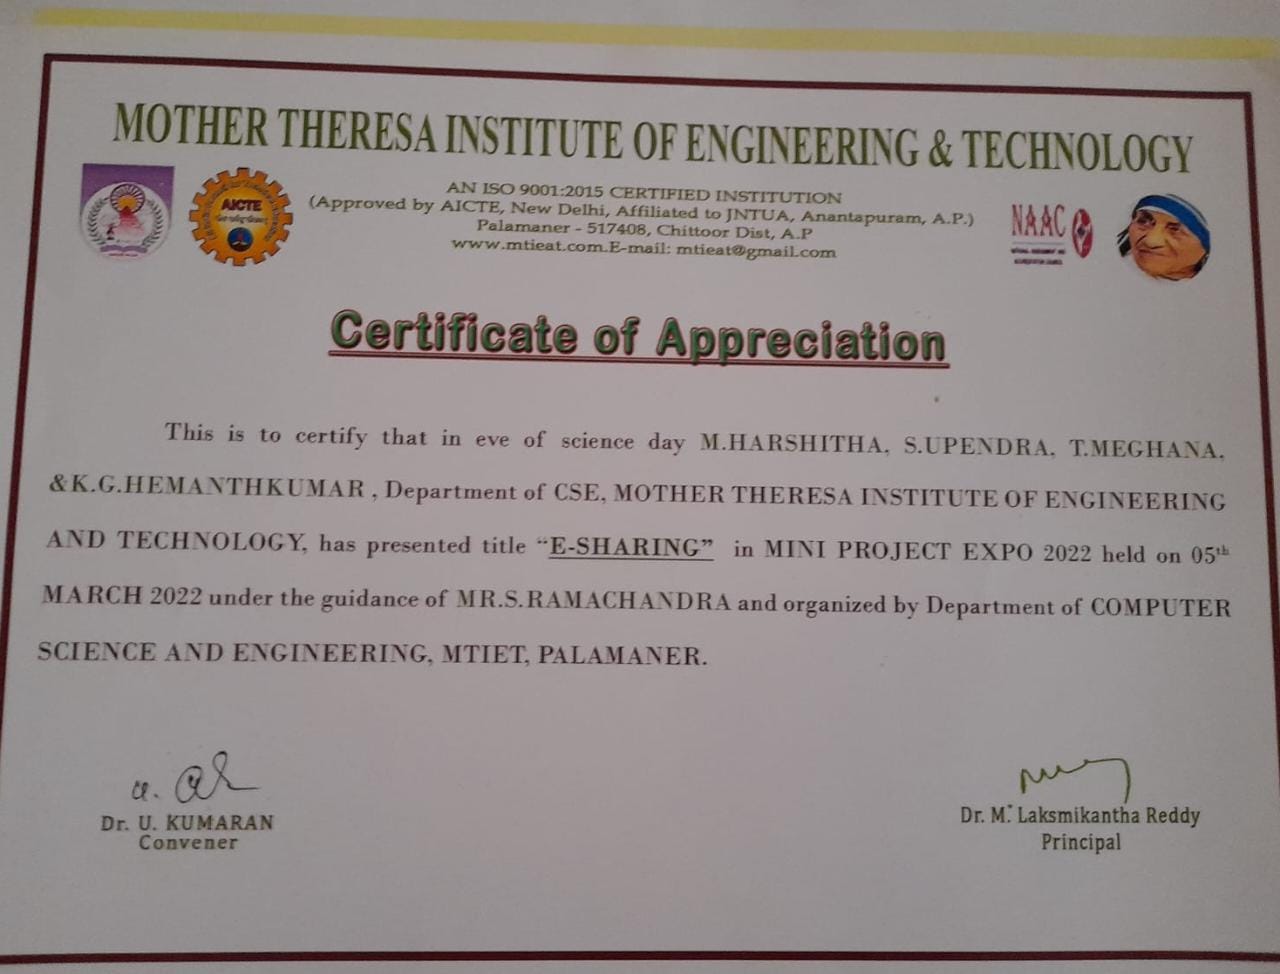 MOTHER THERESA INSTITUTE OF ENGINEERING & TECHNOLOGY
AN ISO 9001:2015 CERTIFIED INSTITUTION
(Approved by AICTE, New Delhi, Affiliated to JNTUA, Anantapuram, A.P.)
Palamaner - 517408, Chittoor Dist, A.P
www.mtieat.com.E-mail: mtieat@gmail.com
AICTE
NAAC
Certificate of Appreciation
This is to certify that in eve of science day M.HARSHITHA, S.UPENDRA, T.MEGHANA,
&K.G.HEMANTHKUMAR , Department of CSE, MOTHER THERESA INSTITUTE OF ENGINEERING
AND TECHNOLOGY, has presented title “E-SHARING” in MINI PROJECT EXPO 2022 held on 05th
MARCH 2022 under the guidance of MR.S.RAMACHANDRA and organized by Department of COMPUTER
SCIENCE AND ENGINEERING, MTIET, PALAMANER.
Dr. U. KUMARAN
Convener
Dr. M. Laksmikantha Reddy
Principal